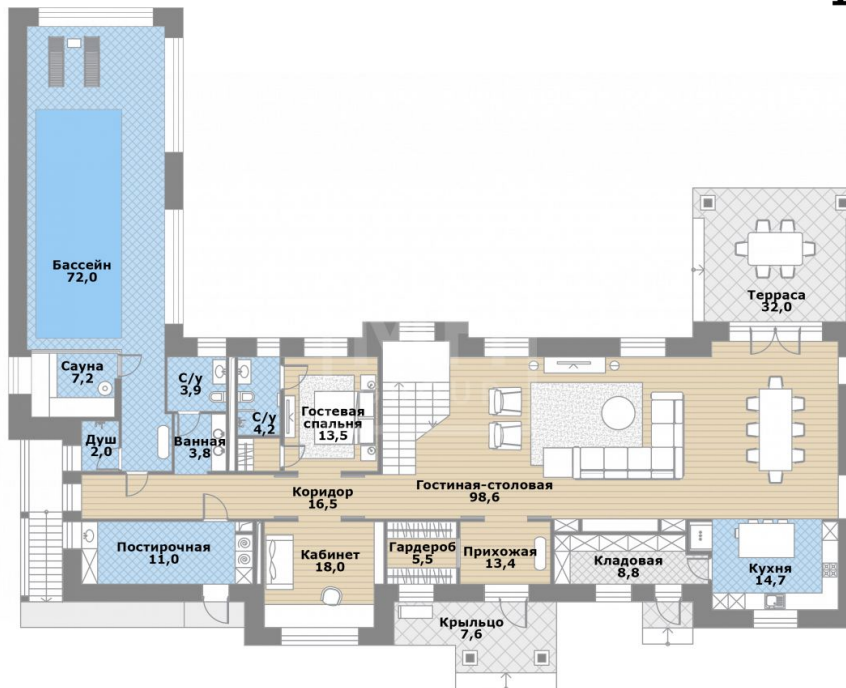 Бассейн
72,0
Терраса
32,0
Сауна
7,2
С/у
3,9
С/у
4,2
Гостевая
спальня
13,5
Душ
2,0
Ванная
3,8
Коридор
16,5
Гостиная-столовая
98,6
Постирочная
11,0
Кабинет
18,0
Гардероб
5,5
Прихожая
13,4
Кладовая
8,8
Кухня
14,7
Крыльцо
7,6